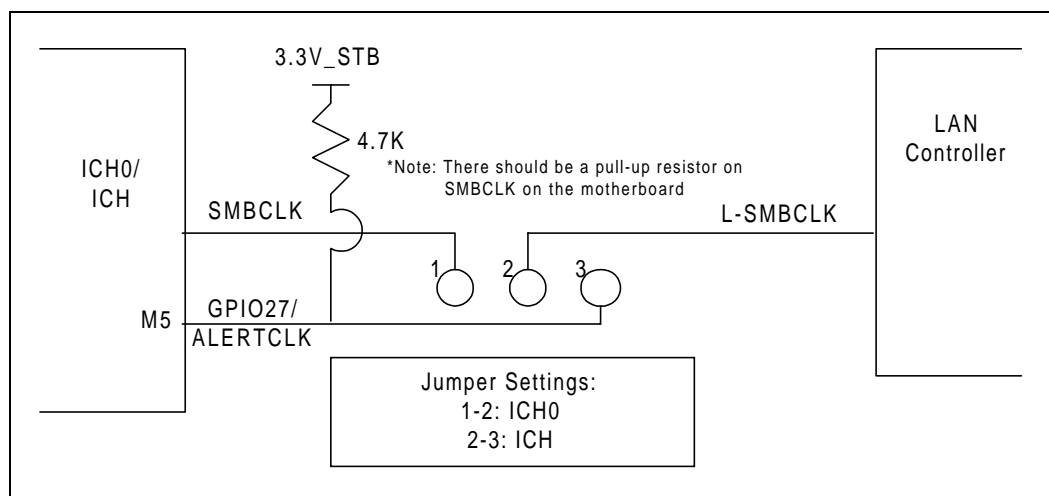 3.3V_STB
4.7K
*Note: There should be a pull-up resistor on
SMBCLK on the motherboard
ICH0/
ICH
LAN
Controller
SMBCLK
L-SMBCLK
1
2
3
M5
GPIO27/
ALERTCLK
Jumper Settings:
1-2: ICH0
2-3: ICH